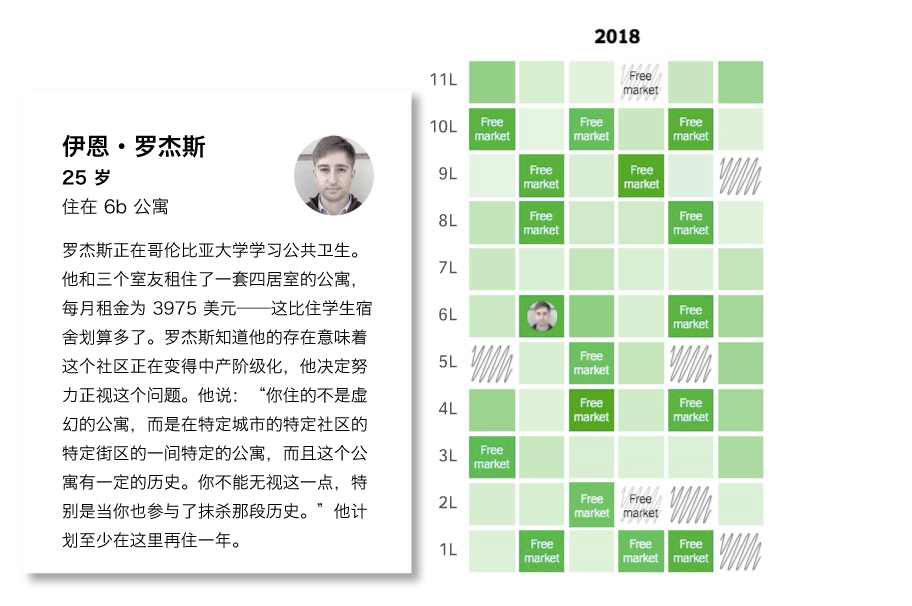 2018
伊恩·罗杰斯
25 岁
住在 6b 公寓
罗杰斯正在哥伦比亚大学学习公共卫生。
他和三个室友租住了一套四居室的公寓，
每月租金为 3975 美元——这比住学生宿
舍划算多了。罗杰斯知道他的存在意味着
这个社区正在变得中产阶级化，他决定努
力正视这个问题。他说：“你住的不是虚
幻的公寓，而是在特定城市的特定社区的
特定街区的一间特定的公寓，而且这个公
寓有一定的历史。你不能无视这一点，特
别是当你也参与了抹杀那段历史。”他计
划至少在这里再住一年。
11L
Free
market
10L
Free
market
Free
market
Free
market
9L
Free
market
Free
market
8L
Free
market
Free
market
7L
6L
Free
market
5L
Free
market
4L
Free
market
Free
market
3L
Free
market
2L
Free
market
Free
market
1L
Free
market
Free
market
Free
market